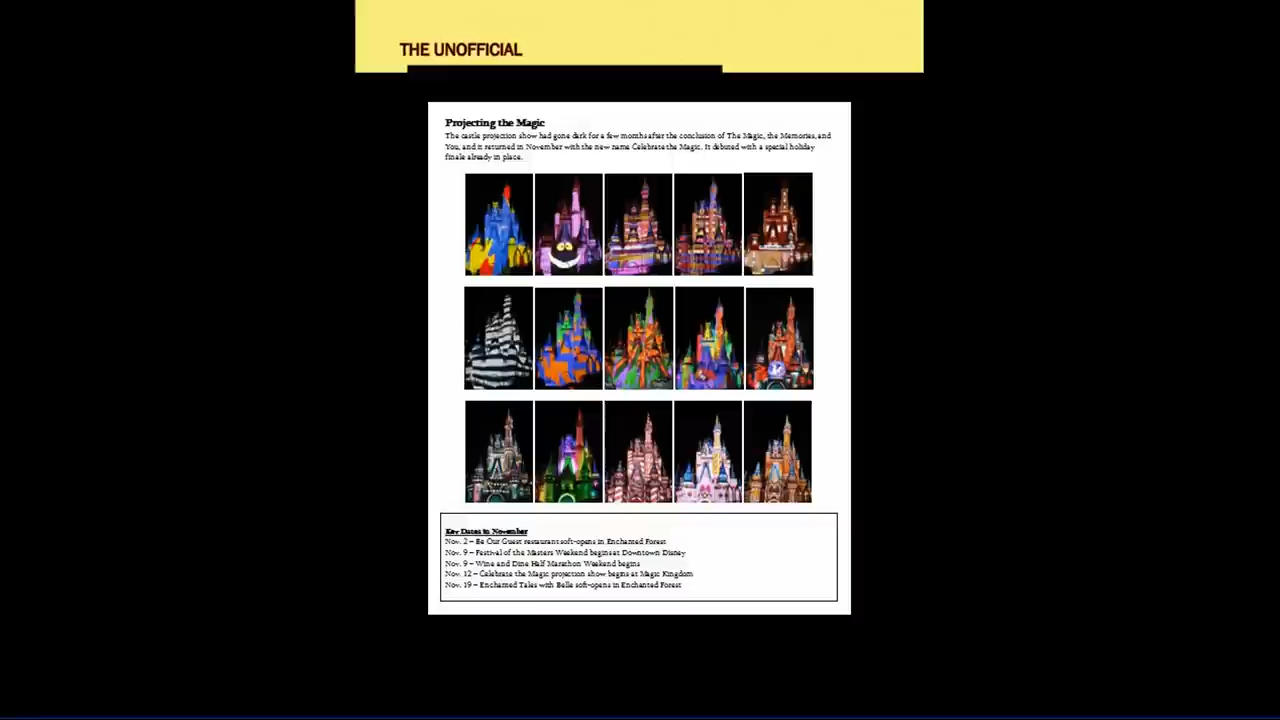 THE UNOFFICIAL
Projecting the Magic
The castle projection show had gone dark for a few months after the conclusion of The Magic, the Memories, and
You, and it returned in November with the new name Celebrate the Magic. It debuted with a special holiday
finale already in place.
Key Dates in November
Nov. 2 – Be Our Guest restaurant soft-opens in Enchanted Forest
Nov. 9 – Festival of the Masters Weekend begins at Downtown Disney
Nov. 9 – Wine and Dine Half Marathon Weekend begins
Nov. 12 – Celebrate the Magic projection show begins at Magic Kingdom
Nov. 19 – Enchanted Tales with Belle soft-opens in Enchanted Forest